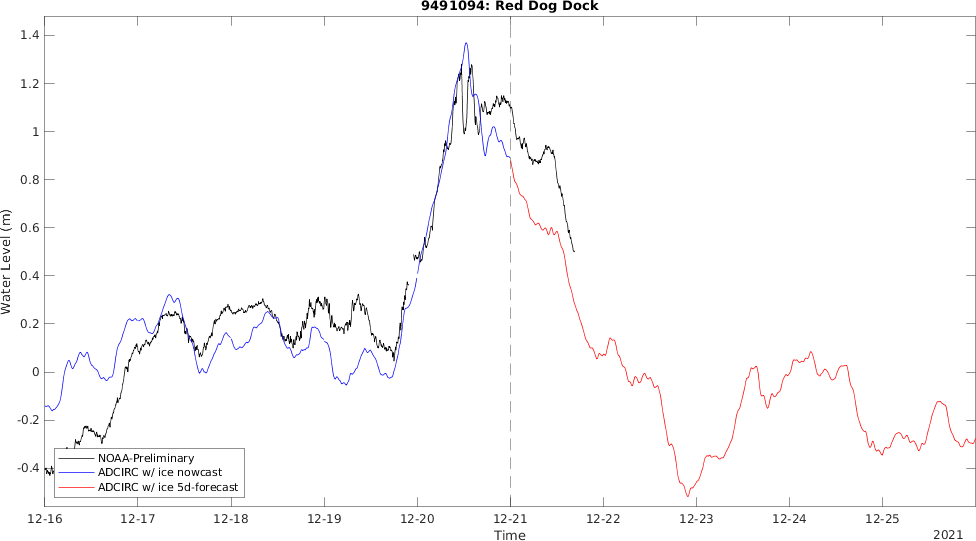 9491094: Red Dog Dock
1.4
1.2
1
0.8
0.6
0.4
0.2
0
-0.2
-0.4
Water Level (m)
NOAA-Preliminary
ADCIRC w/ ice nowcast
ADCIRC w/ ice 5d-forecast
12-16 12-17 12-18 12-19 12-20 12-21 12-22 12-23 12-24 12-25
Time
2021